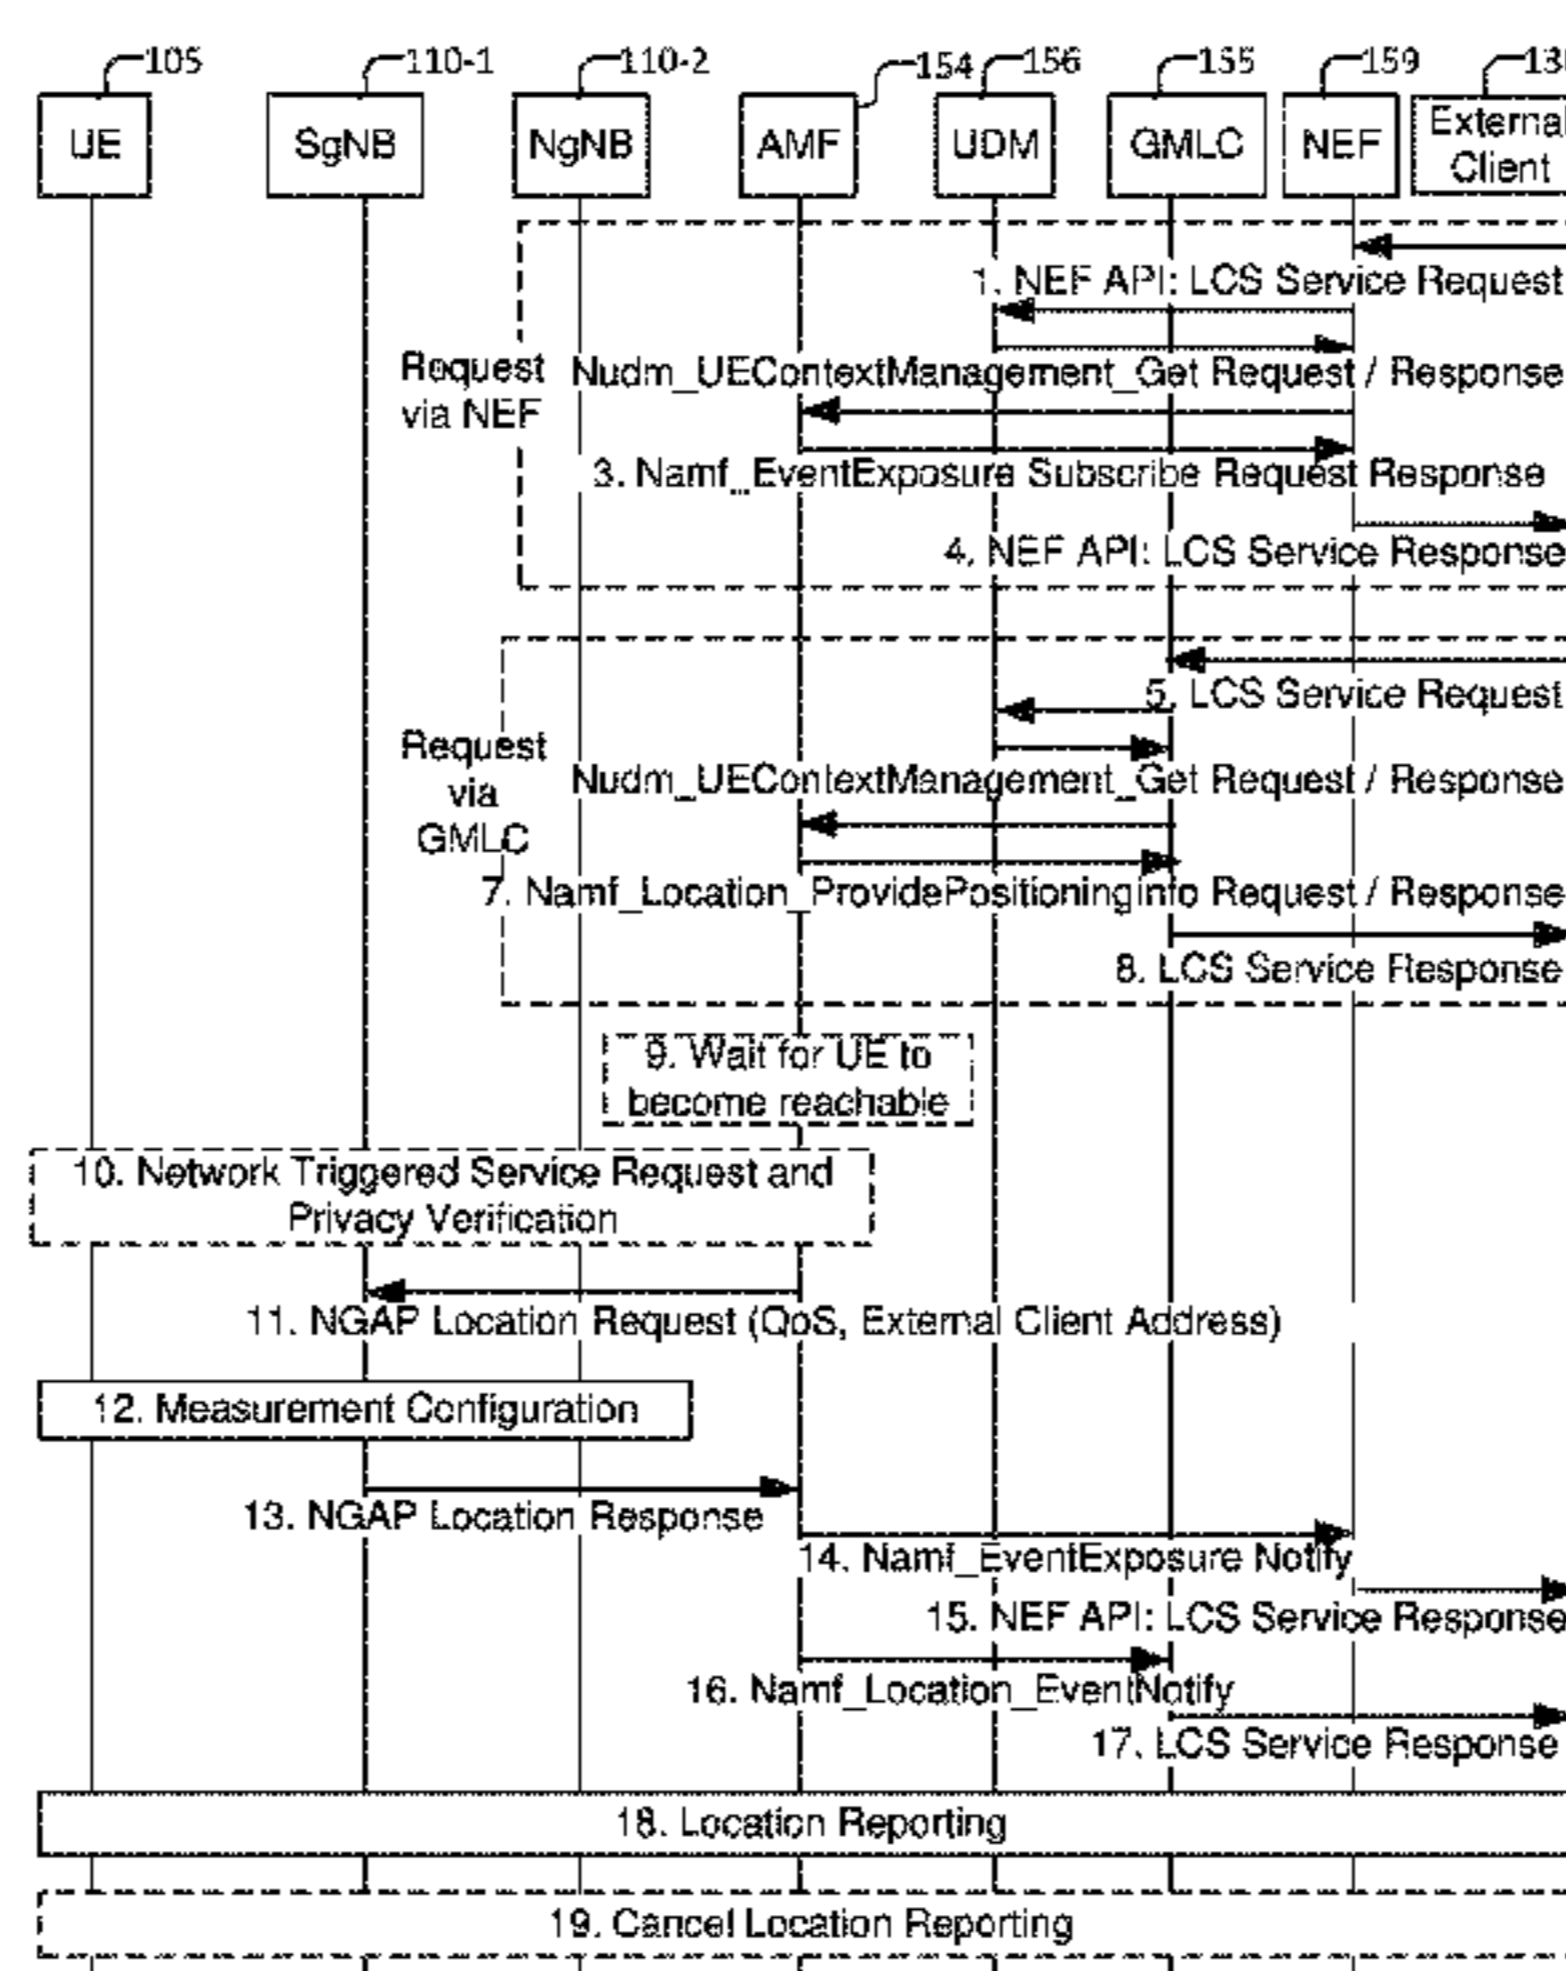 105
110-1
110-2
154
156
155
159
UE
SgNB
NgNB
AMF
UDM
GMLC
NEF
External
Client
1. NEF API: LCS Service Request
Request
via NEF
Nudm_UEContextManagement_Get Request / Response
3. Namf_EventExposure Subscribe Request Response
4. NEF API: LCS Service Response
5. LCS Service Request
Request
via
GMLC
Nudm_UEContextManagement_Get Request / Response
7. Namf_Location_ProvidePositioningInfo Request / Response
8. LCS Service Response
9. Wait for UE to
become reachable
10. Network Triggered Service Request and
Privacy Verification
11. NGAP Location Request (QoS, External Client Address)
12. Measurement Configuration
13. NGAP Location Response
14. Namf_EventExposure Notify
15. NEF API: LCS Service Response
16. Namf_Location_EventNotify
17. LCS Service Response
18. Location Reporting
19. Cancel Location Reporting